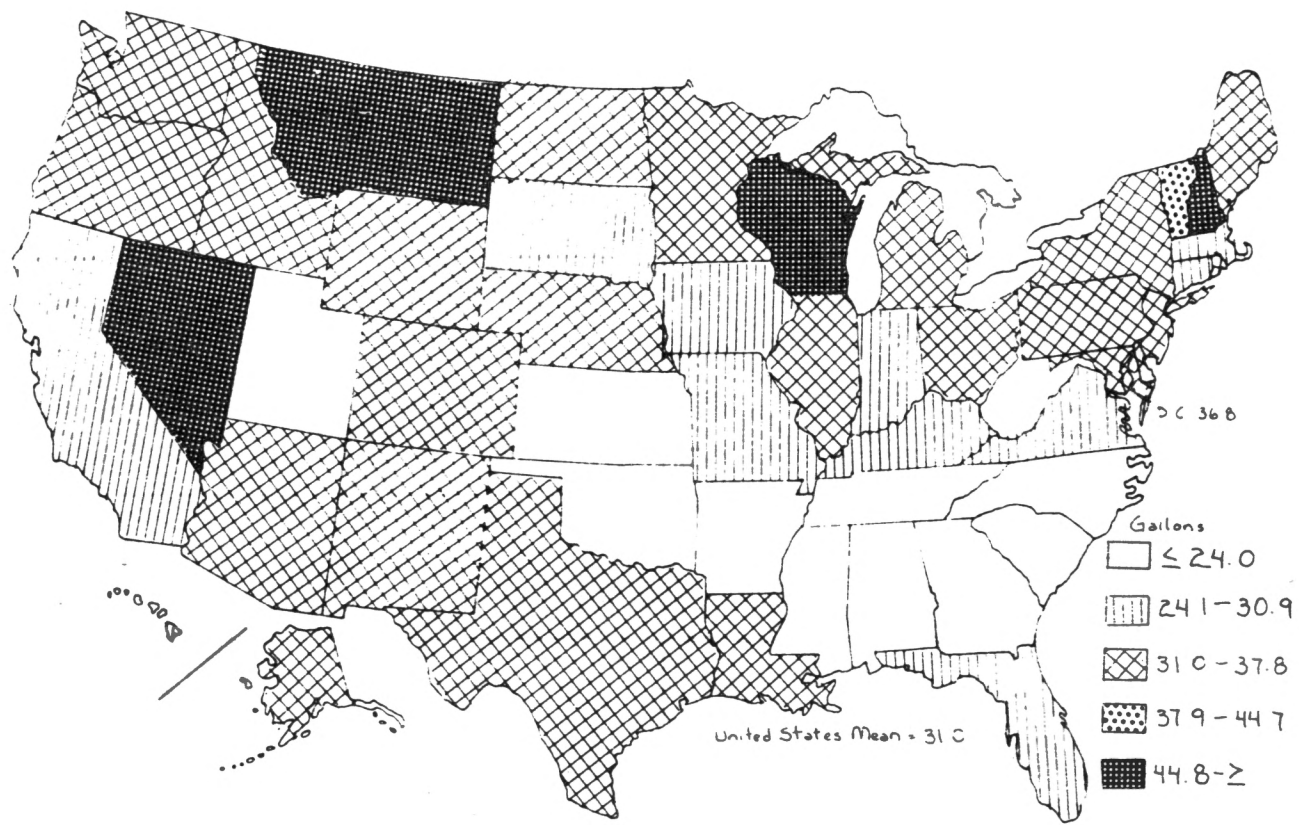 D C 36 8
Gallons
≤ 24.0
24 1 - 30.9
31 0 - 37.8
37 9 - 44 7
44.8 - ≥
United States Mean = 31 0